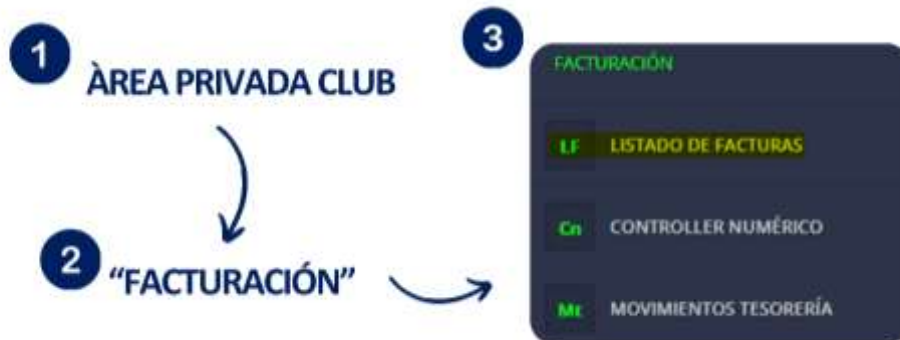 1
ÀREA PRIVADA CLUB
2
“FACTURACIÓN”
3
FACTURACIÓN
LF LISTADO DE FACTURAS
Cn CONTROLLER NUMÉRICO
Mt MOVIMIENTOS TESORERÍA